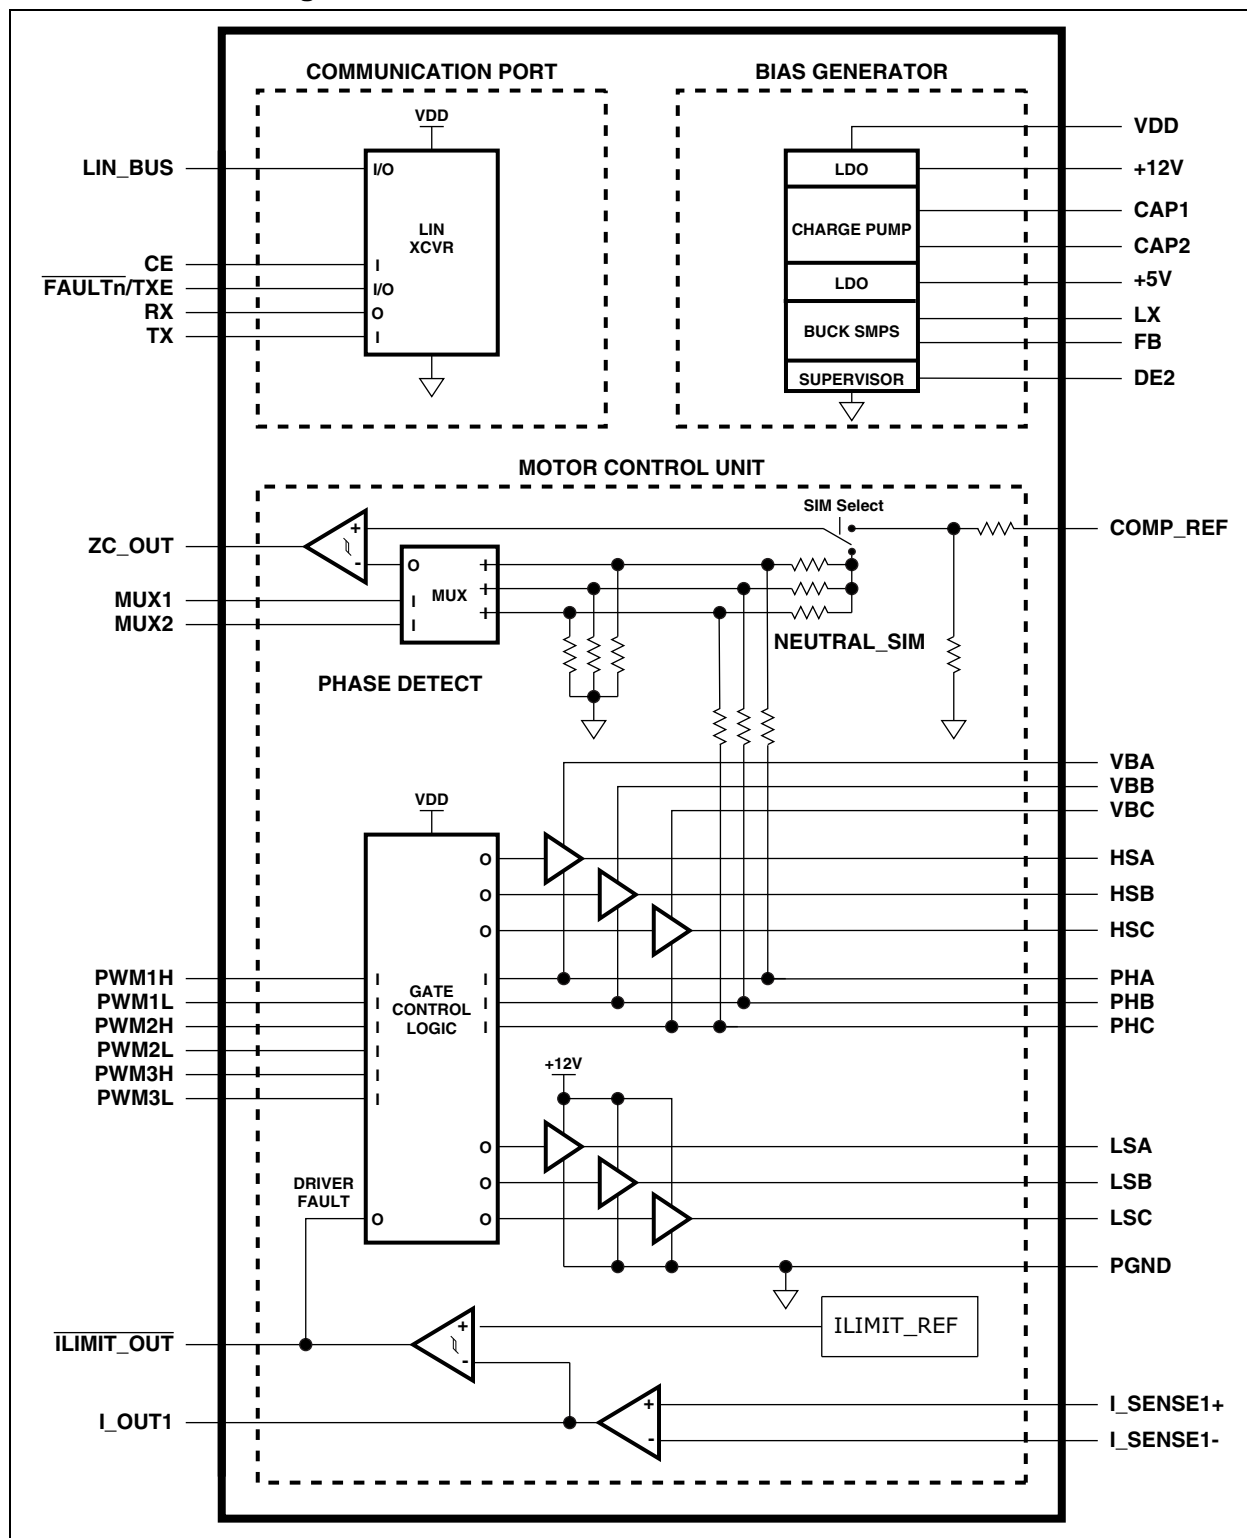 COMMUNICATION PORT
BIAS GENERATOR
VDD
LIN_BUS
I/O
LIN
XCVR
CE
I
FAULTn/TXE
I/O
RX
O
TX
I
VDD
LDO
+12V
CHARGE PUMP
CAP1
CAP2
LDO
+5V
BUCK SMPS
LX
FB
SUPERVISOR
DE2
MOTOR CONTROL UNIT
SIM Select
COMP_REF
+
-
ZC_OUT
O
MUX
MUX1
I
MUX2
I
NEUTRAL_SIM
PHASE DETECT
VBA
VBB
VBC
VDD
O
HSA
O
HSB
O
HSC
GATE
CONTROL
LOGIC
PWM1H
I
I
PHA
PWM1L
I
I
PHB
PWM2H
I
I
PHC
PWM2L
I
PWM3H
I
PWM3L
I
+12V
O
LSA
O
LSB
O
LSC
DRIVER
FAULT
O
PGND
ILIMIT_OUT
+
-
ILIMIT_REF
I_OUT1
+
-
I_SENSE1+
I_SENSE1-